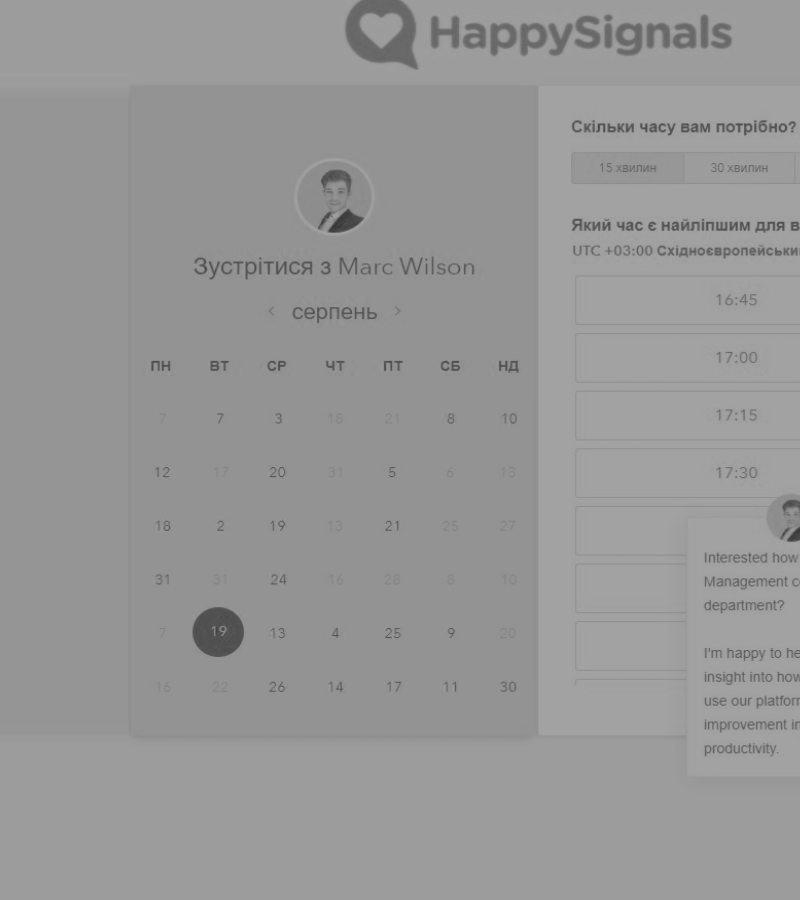 HappySignals
Зустрітися з Marc Wilson
‹ серпень ›
ПН ВТ СР ЧТ ПТ СБ НД
7 7 3 18 21 8 10
12 17 20 31 5 6 13
18 2 19 13 21 25 27
31 31 24 16 28 8 10
7 19 13 4 25 9 20
16 22 26 14 17 11 30
Скільки часу вам потрібно?
15 хвилин 30 хвилин
Який час є найліпшим для в
UTC +03:00 Східноєвропейськи
16:45
17:00
17:15
17:30
Interested how
Management c
department?
I'm happy to he
insight into how
use our platforr
improvement in
productivity.